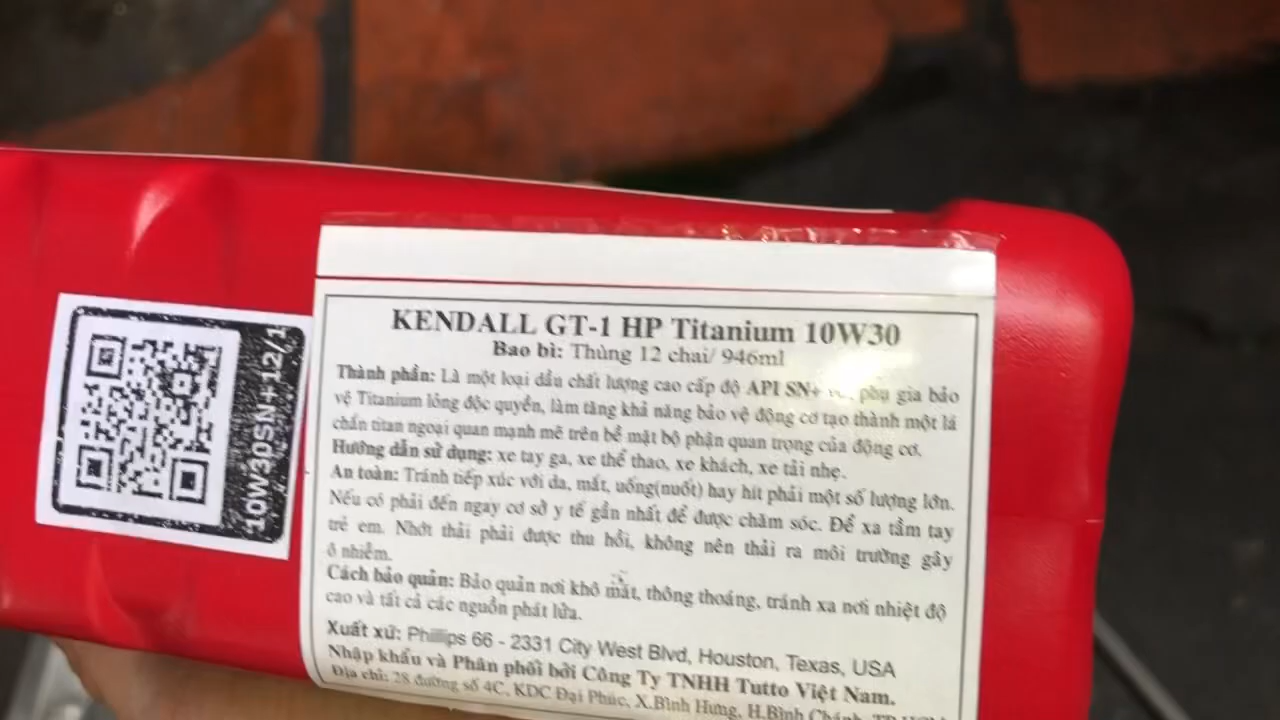 KENDALL GT-1 HP Titanium 10W30
Bao bì: Thùng 12 chai/ 946ml
Thành phần: Là một loại dầu chất lượng cao cấp độ API SN+ phụ gia bảo
vệ Titanium lỏng độc quyền, làm tăng khả năng bảo vệ động cơ tạo thành một lá
chắn titan ngoại quan mạnh mẽ trên bề mặt bộ phận quan trọng của động cơ.
Hướng dẫn sử dụng: xe tay ga, xe thể thao, xe khách, xe tải nhẹ.
An toàn: Tránh tiếp xúc với da, mắt, uống(nuốt) hay hít phải một số lượng lớn.
Nếu có phải đến ngay cơ sở y tế gần nhất để được chăm sóc. Để xa tầm tay
trẻ em. Nhớt thải phải được thu hồi, không nên thải ra môi trường gây
ô nhiễm.
Cách bảo quản: Bảo quản nơi khô mát, thông thoáng, tránh xa nơi nhiệt độ
cao và tất cả các nguồn phát lửa.
Xuất xứ: Phillips 66 - 2331 City West Blvd, Houston, Texas, USA
Nhập khẩu và Phân phối bởi Công Ty TNHH Tutto Việt Nam.
Địa chỉ: 28 đường số 4C, KDC Đại Phúc, X.Bình Hưng, H.Bình Chánh,
10W30SN+12/1